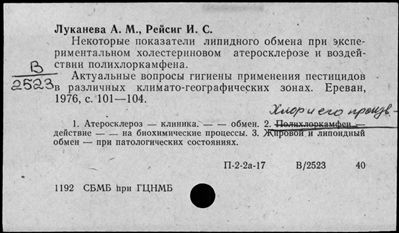 Луканева А. М., Рейсиг И. С.
Некоторые показатели липидного обмена при экспе-
риментальном холестериновом атеросклерозе и воздей-
ствии полихлоркамфена.
В
2523
Актуальные вопросы гигиены применения пестицидов
в различных климато-географических зонах. Ереван,
1976, с. 101—104.
Хлор и его произв. -
1. Атеросклероз — клиника. — — обмен. 2. Полихлоркамфен —
действие — — на биохимические процессы. 3. Жировой и липоидный
обмен — при патологических состояниях.
П-2-2а-17 В/2523 40
1192 СБМБ при ГЦНМБ